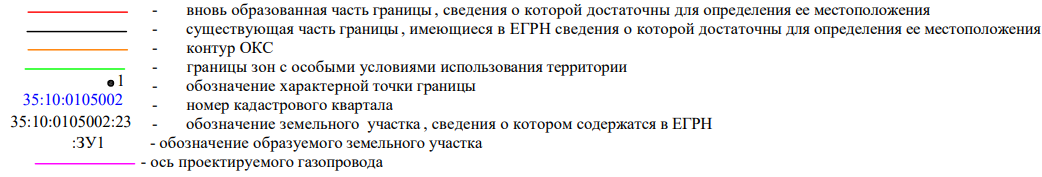 - вновь образованная часть границы, сведения о которой достаточны для определения ее местоположения
- существующая часть границы, имеющиеся в ЕГРН сведения о которой достаточны для определения ее местоположения
- контур ОКС
- границы зон с особыми условиями использования территории
1 - обозначение характерной точки границы
35:10:0105002 - номер кадастрового квартала
35:10:0105002:23 - обозначение земельного участка, сведения о котором содержатся в ЕГРН
:ЗУ1 - обозначение образуемого земельного участка
- ось проектируемого газопровода